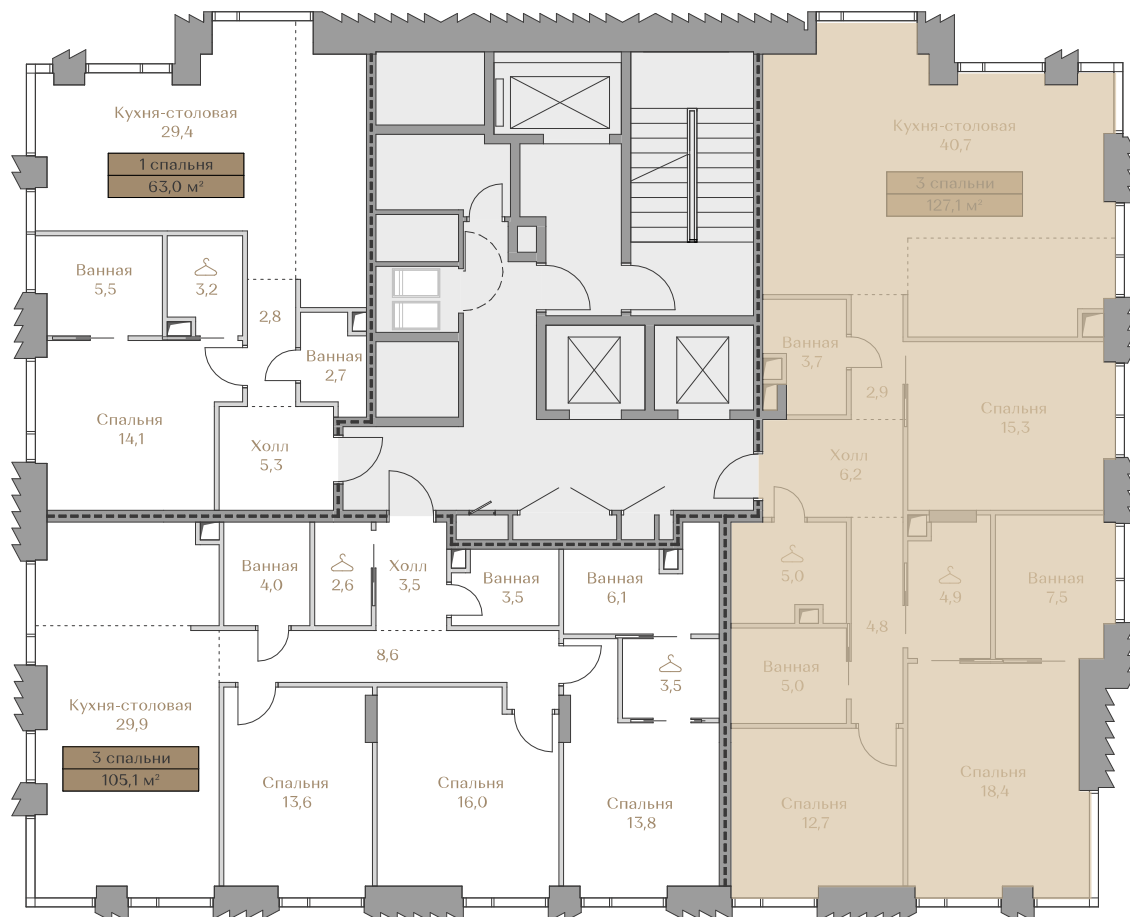 Кухня-столовая
29,4
1 спальня
63,0 м²
Ванная
5,5
3,2
2,8
Ванная
2,7
Спальня
14,1
Холл
5,3
Кухня-столовая
40,7
3 спальни
127,1 м²
Ванная
3,7
2,9
Спальня
15,3
Холл
6,2
5,0
4,9
Ванная
7,5
4,8
Ванная
5,0
Спальня
12,7
Спальня
18,4
Ванная
4,0
2,6
Холл
3,5
Ванная
3,5
Ванная
6,1
8,6
3,5
Кухня-столовая
29,9
3 спальни
105,1 м²
Спальня
13,6
Спальня
16,0
Спальня
13,8